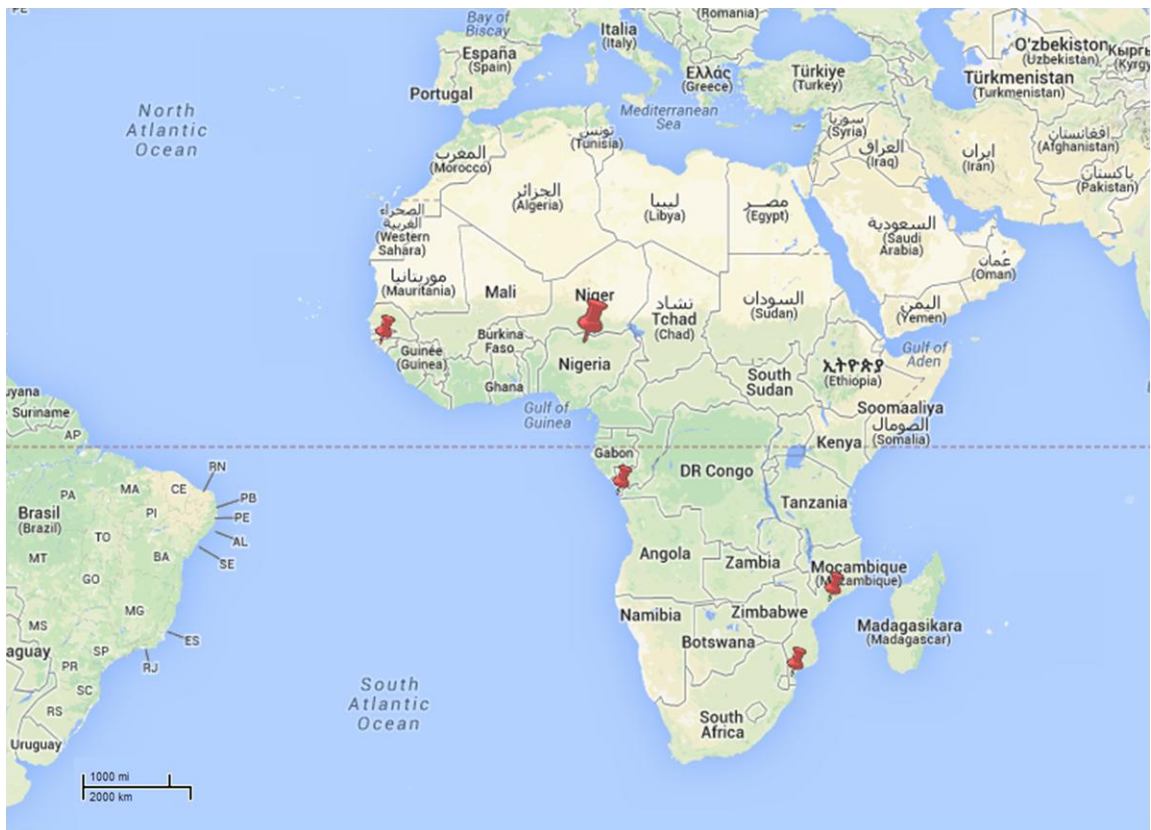 Bay of
Biscay
(Romania)
Italia
(Italy)
O'zbekiston
(Uzbekistan)
España
(Spain)
Ελλάς
(Greece)
Türkiye
(Turkey)
Türkmenistan
(Turkmenistan)
Portugal
North
Atlantic
Ocean
Mediterranean
Sea
تونس
(Tunisia)
سوريا
(Syria)
العراق
(Iraq)
ایران
(Iran)
افغانستان
(Afghanistan)
پاکستان
(Pakistan)
المغرب
(Morocco)
الجزائر
(Algeria)
ليبيا
(Libya)
مصر
(Egypt)
الصحراء
الغربية
(Western
Sahara)
السعودية
(Saudi
Arabia)
عُمان
(Oman)
موريتانيا
(Mauritania)
Mali
Niger
تشاد
Tchad
(Chad)
السودان
(Sudan)
اليمن
(Yemen)
Gulf of
Aden
Guinée
(Guinea)
Burkina
Faso
Nigeria
Ghana
Gulf of
Guinea
South
Sudan
ኢትዮጵያ
(Ethiopia)
Soomaaliya
الصومال
(Somalia)
uyana
Suriname
AP
Gabon
DR Congo
Kenya
Tanzania
RN
PB
PE
AL
SE
PA
MA
CE
PI
Brasil
(Brazil)
TO
BA
MT
GO
MG
ES
MS
SP
RJ
aguay
PR
SC
RS
Uruguay
Angola
Zambia
Moçambique
Namibia
Zimbabwe
Botswana
Madagasikara
(Madagascar)
South
Africa
South
Atlantic
Ocean
1000 mi
2000 km